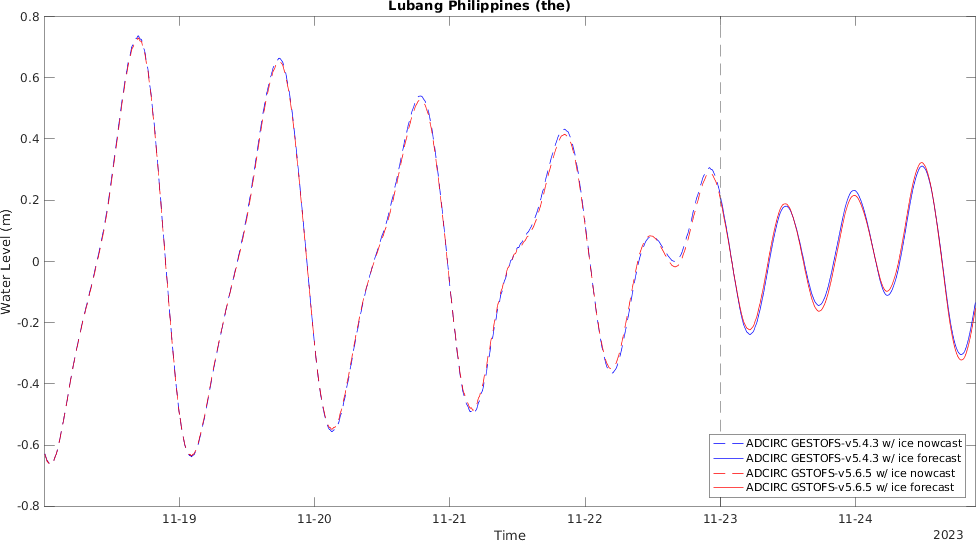 Lubang Philippines (the)
0.8
0.6
0.4
0.2
0
-0.2
-0.4
-0.6
-0.8
Water Level (m)
11-19
11-20
11-21
11-22
11-23
11-24
Time
2023
ADCIRC GESTOFS-v5.4.3 w/ ice nowcast
ADCIRC GESTOFS-v5.4.3 w/ ice forecast
ADCIRC GSTOFS-v5.6.5 w/ ice nowcast
ADCIRC GSTOFS-v5.6.5 w/ ice forecast